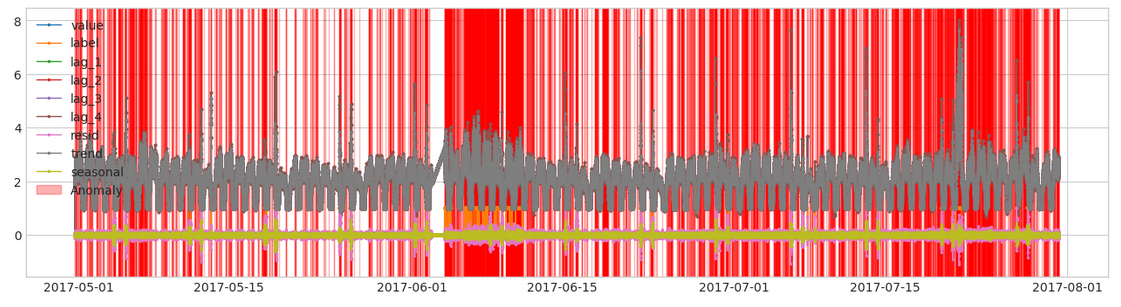 8
value
label
lag_1
6
lag_2
lag_3
4
lag_4
resid
trend
2
seasonal
Anomaly
0
2017-05-01 2017-05-15 2017-06-01 2017-06-15 2017-07-01 2017-07-15 2017-08-01